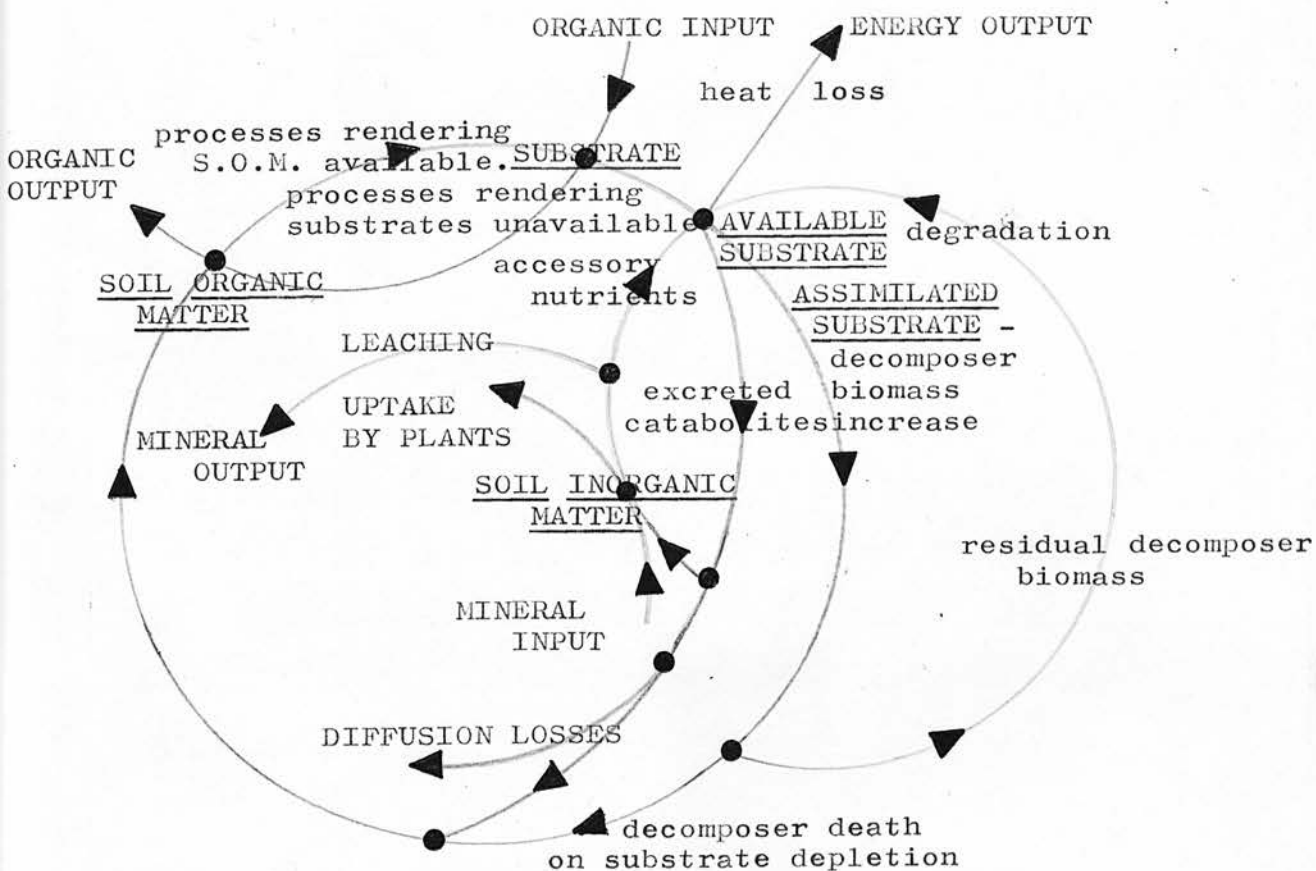 ORGANIC INPUT
ENERGY OUTPUT
heat loss
processes rendering
S.O.M. available.
SUBSTRATE
ORGANIC
OUTPUT
processes rendering
substrates unavailable
AVAILABLE
SUBSTRATE
degradation
SOIL ORGANIC
MATTER
accessory
nutrients
ASSIMILATED
SUBSTRATE -
decomposer
biomass
increase
LEACHING
excreted
catabolites
UPTAKE
BY PLANTS
MINERAL
OUTPUT
SOIL INORGANIC
MATTER
residual decomposer
biomass
MINERAL
INPUT
DIFFUSION LOSSES
decomposer death
on substrate depletion